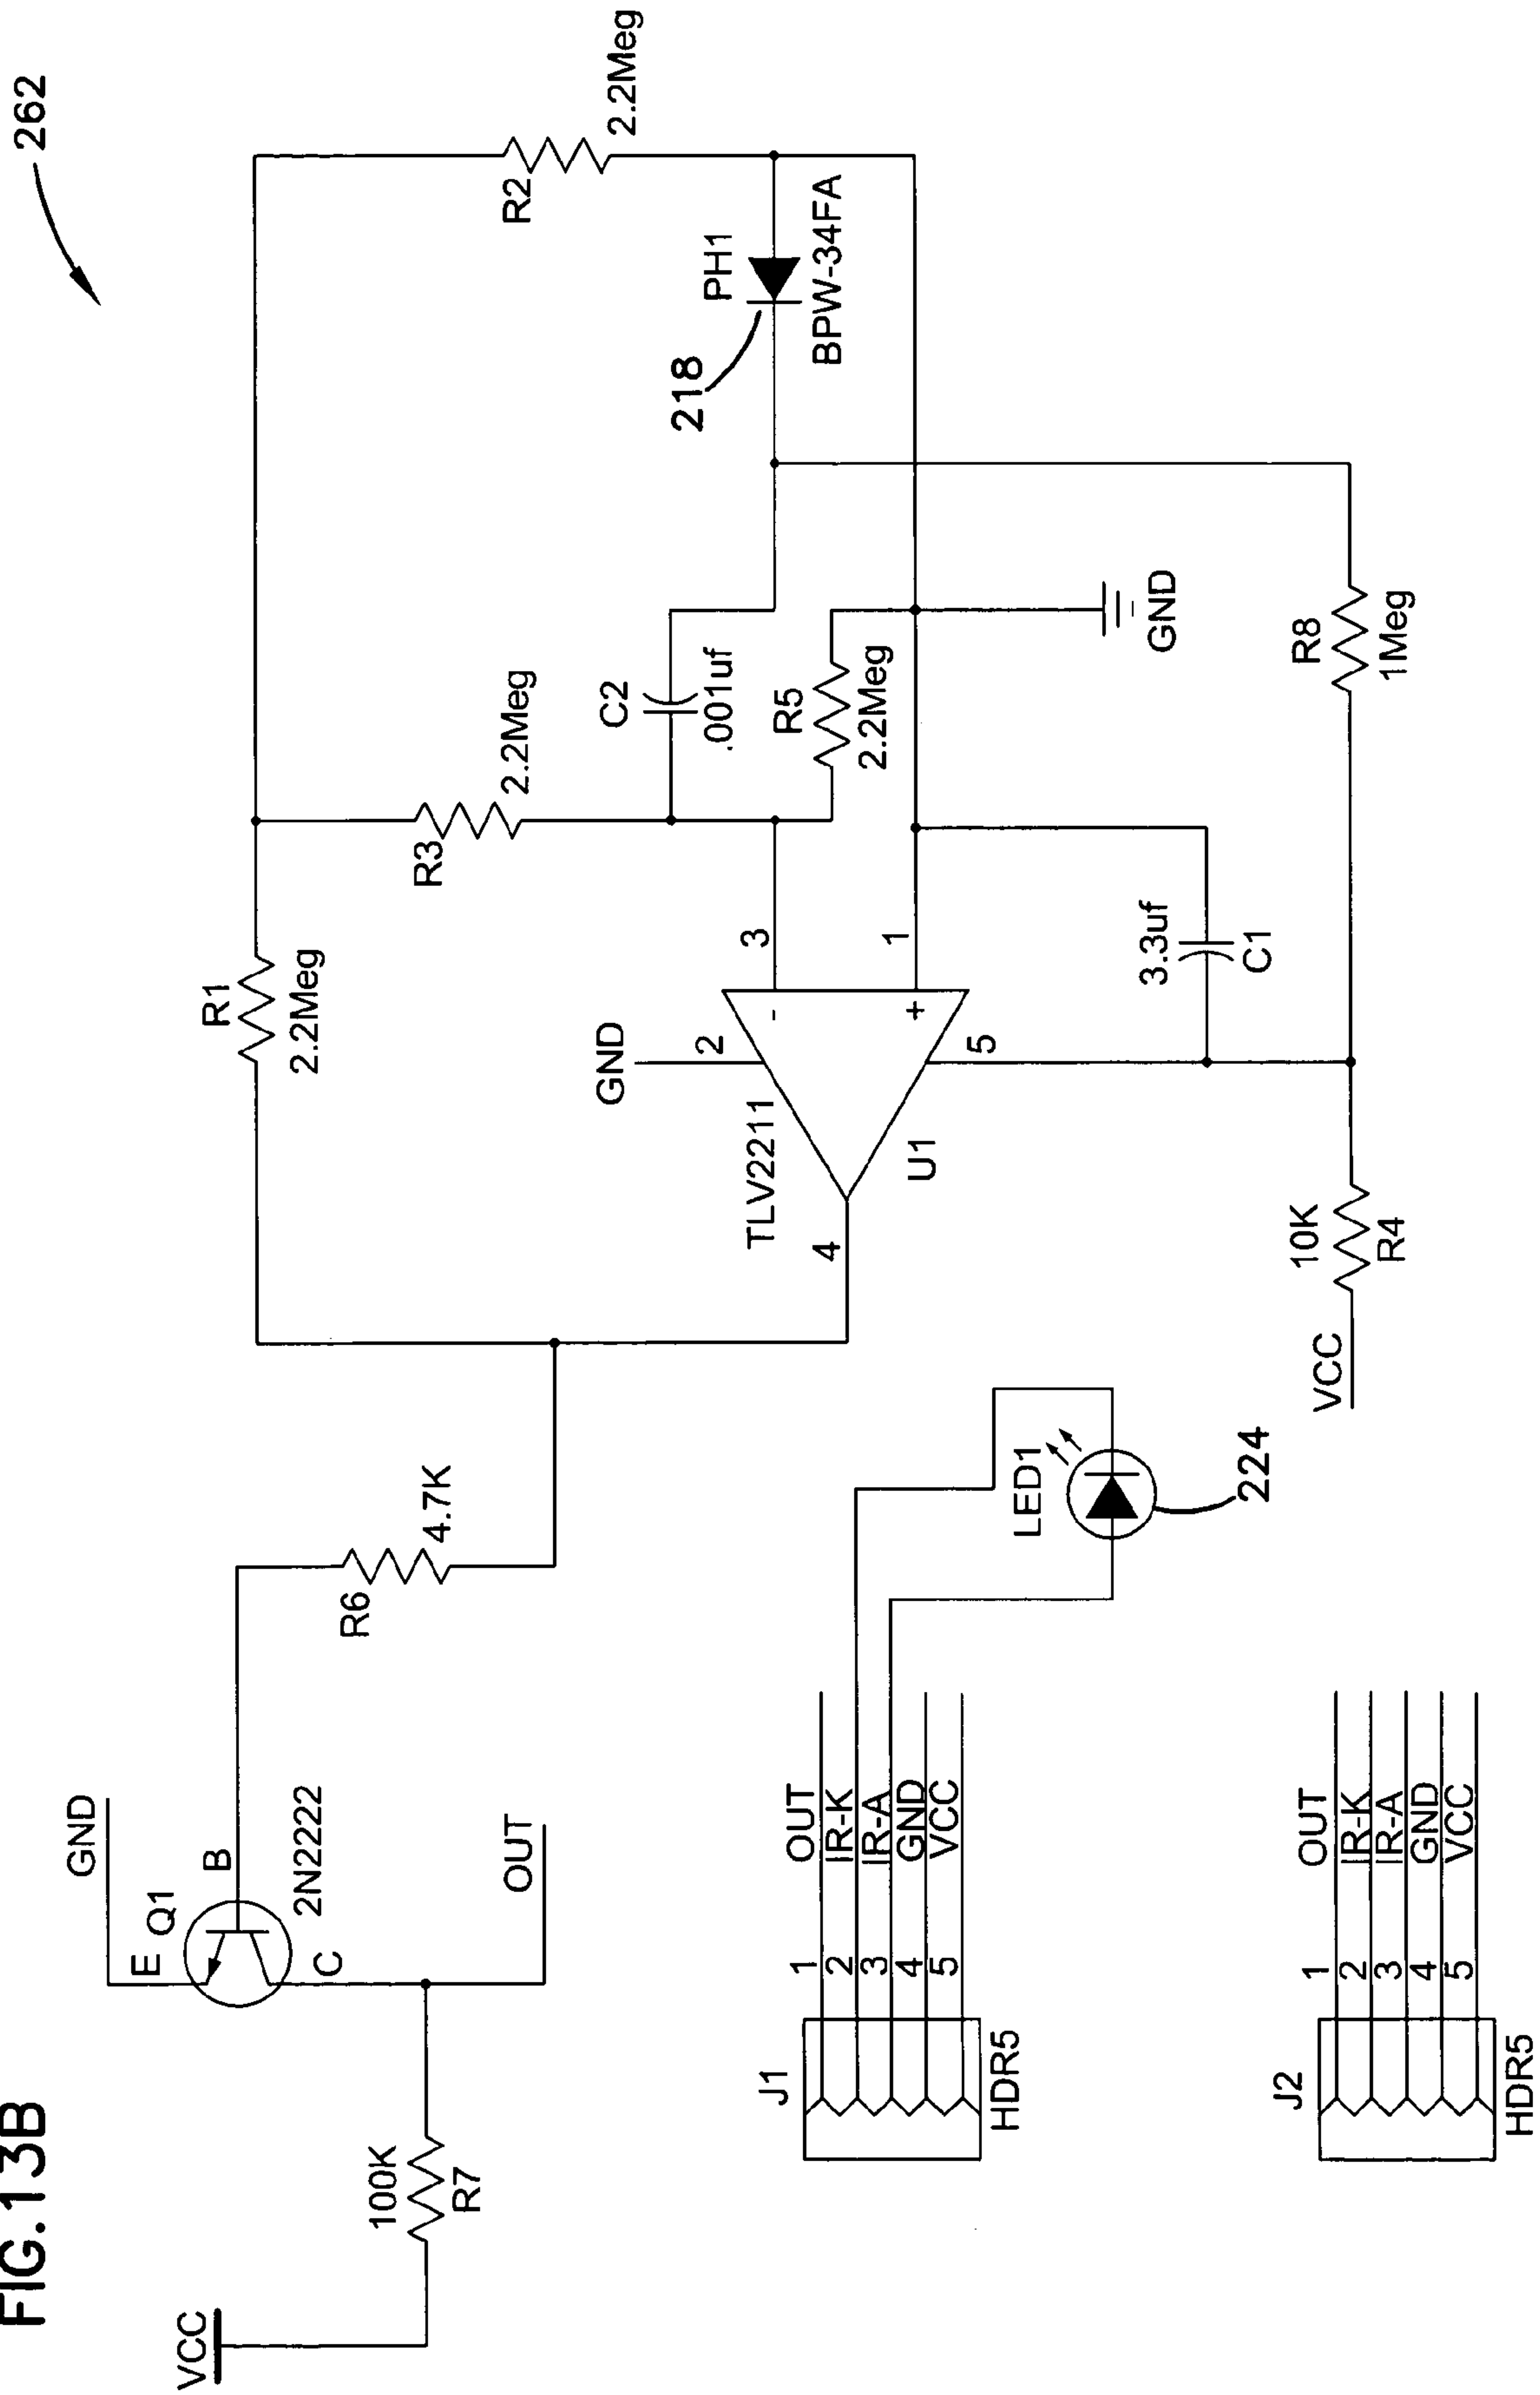 FIG.13B
262
VCC
100K
R7
GND
E
Q1
B
2N2222
C
OUT
R6
4.7K
R1
2.2Meg
R2
2.2Meg
R3
2.2Meg
C2
.001uf
R5
2.2Meg
PH1
218
BPW-34FA
GND
2
3
-
1
+
TLV2211
4
U1
5
3.3uf
C1
GND
R8
1Meg
10K
R4
VCC
LED1
224
J1
1 OUT
2 IR-K
3 IR-A
4 GND
5 VCC
HDR5
J2
1 OUT
2 IR-K
3 IR-A
4 GND
5 VCC
HDR5